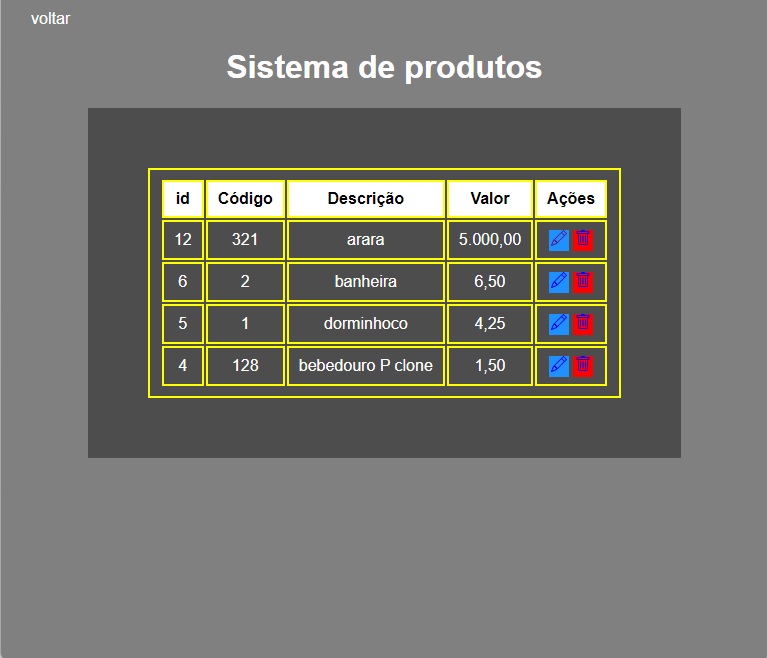 voltar
Sistema de produtos
id Código Descrição Valor Ações
12 321 arara 5.000,00
6 2 banheira 6,50
5 1 dorminhoco 4,25
4 128 bebedouro P clone 1,50